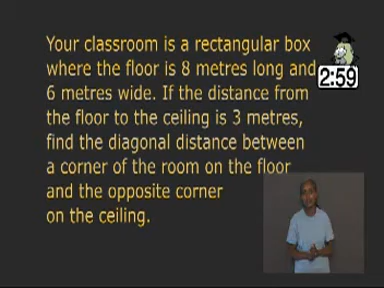 Your classroom is a rectangular box
where the floor is 8 metres long and
6 metres wide. If the distance from
the floor to the ceiling is 3 metres,
find the diagonal distance between
a corner of the room on the floor
and the opposite corner
on the ceiling.
2:59